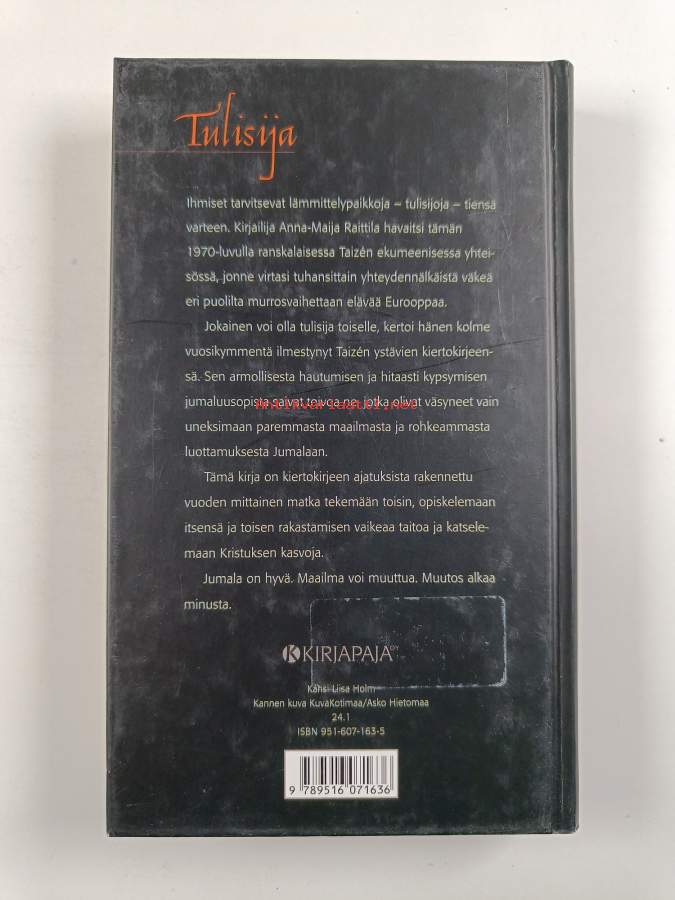 Tulisija
Ihmiset tarvitsevat lämmittelypaikkoja – tulisijoja – tiensä
varteen. Kirjailija Anna-Maija Raittila havaitsi tämän
1970-luvulla ranskalaisessa Taizén ekumeenisessa yhtei-
sössä, jonne virtasi tuhansittain yhteydennälkäistä väkeä
eri puolilta murrosvaihettaan elävää Eurooppaa.
Jokainen voi olla tulisija toiselle, kertoi hänen kolme
vuosikymmentä ilmestynyt Taizén ystävien kiertokirjeen-
sä. Sen armollisesta hautumisen ja hitaasti kypsymisen
jumaluusopista saivat toivoa ne, jotka olivat väsyneet vain
uneksimaan paremmasta maailmasta ja rohkeammasta
luottamuksesta Jumalaan.
Tämä kirja on kiertokirjeen ajatuksista rakennettu
vuoden mittainen matka tekemään toisin, opiskelemaan
itsensä ja toisen rakastamisen vaikeaa taitoa ja katsele-
maan Kristuksen kasvoja.
Jumala on hyvä. Maailma voi muuttua. Muutos alkaa
minusta.
KIRJAPAJA OY
Kansi Liisa Holm
Kannen kuva KuvaKotimaa/Asko Hietomaa
24.1
ISBN 951-607-163-5
9 789516 071636